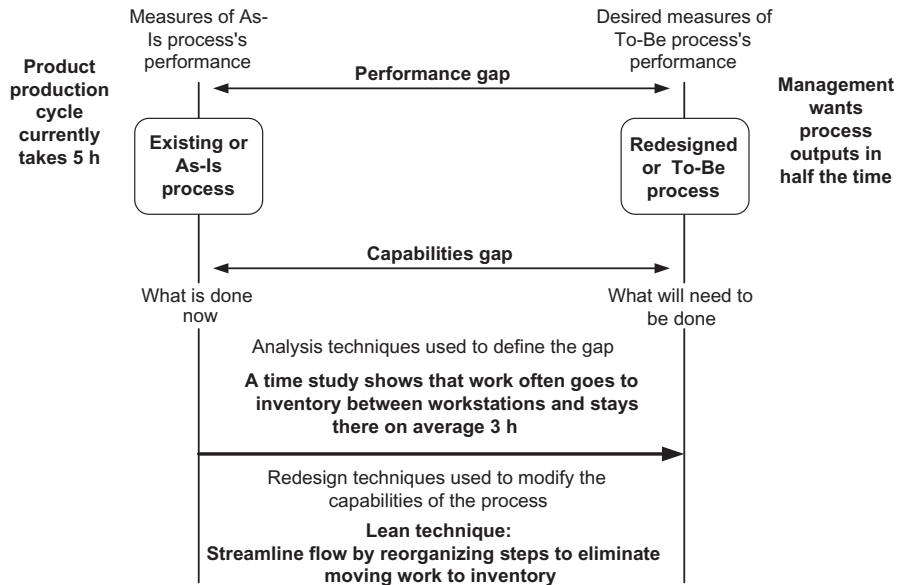 Measures of As-
Is process's
performance
Desired measures of
To-Be process's
performance
Product
production
cycle
currently
takes 5 h
Performance gap
Management
wants
process
outputs in
half the time
Existing or
As-Is
process
Redesigned
or To-Be
process
Capabilities gap
What is done
now
What will need to
be done
Analysis techniques used to define the gap
A time study shows that work often goes to
inventory between workstations and stays
there on average 3 h
Redesign techniques used to modify the
capabilities of the process
Lean technique:
Streamline flow by reorganizing steps to eliminate
moving work to inventory